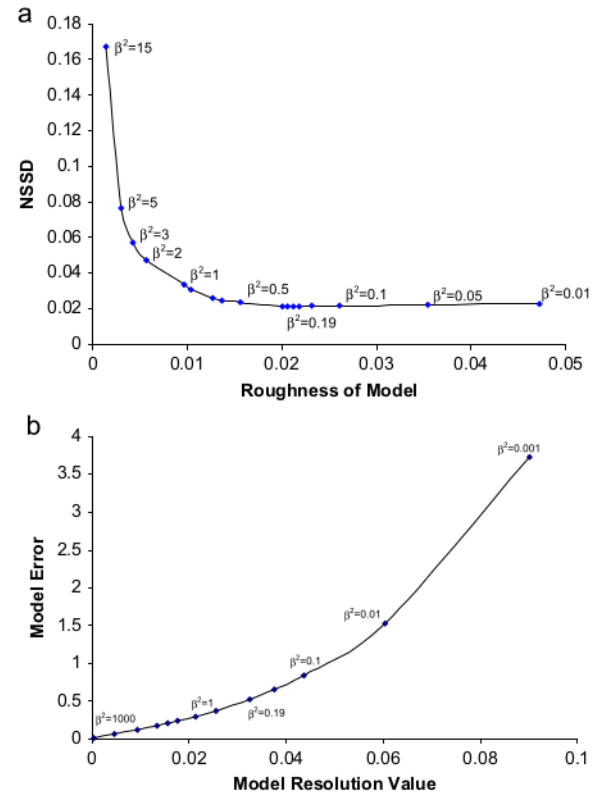 a
0.18
0.16
0.14
0.12
0.1
0.08
0.06
0.04
0.02
0
NSSD
β²=15
β²=5
β²=3
β²=2
β²=1
β²=0.5
β²=0.19
β²=0.1
β²=0.05
β²=0.01
0 0.01 0.02 0.03 0.04 0.05
Roughness of Model
b
4
3.5
3
2.5
2
1.5
1
0.5
0
Model Error
β²=0.001
β²=0.01
β²=0.1
β²=0.19
β²=1
β²=1000
0 0.02 0.04 0.06 0.08 0.1
Model Resolution Value